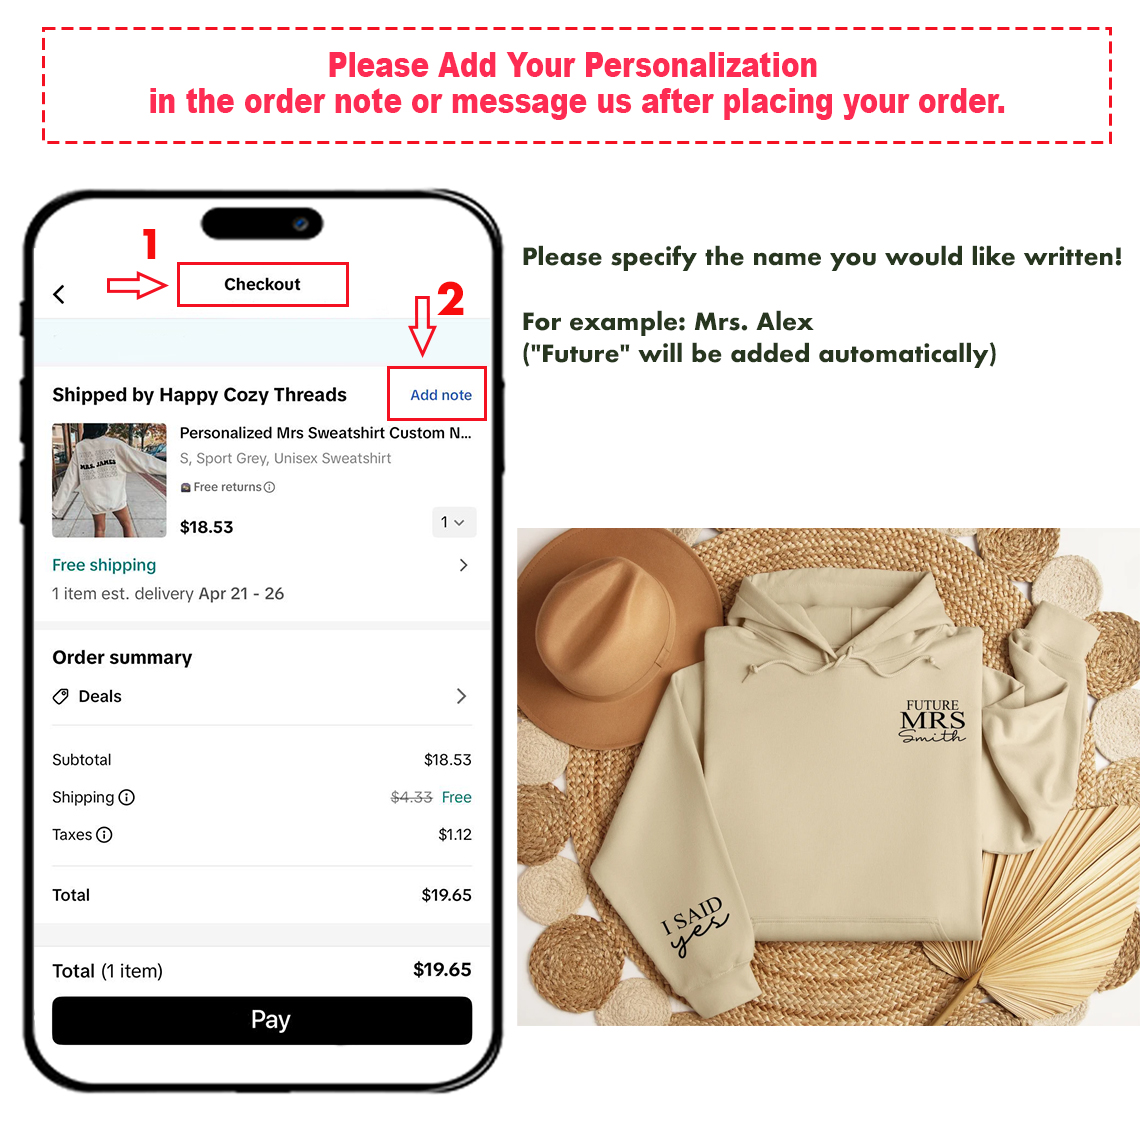 Please Add Your Personalization
in the order note or message us after placing your order.
1
Checkout
2
Shipped by Happy Cozy Threads
Add note
MRS. JAMES
Personalized Mrs Sweatshirt Custom N...
S, Sport Grey, Unisex Sweatshirt
Free returns
$18.53
1
Free shipping
1 item est. delivery Apr 21 - 26
Order summary
Deals
Subtotal $18.53
Shipping $4.33 Free
Taxes $1.12
Total $19.65
Total (1 item) $19.65
Pay
Please specify the name you would like written!
For example: Mrs. Alex
("Future" will be added automatically)
FUTURE
MRS
Smith
I SAID
yes